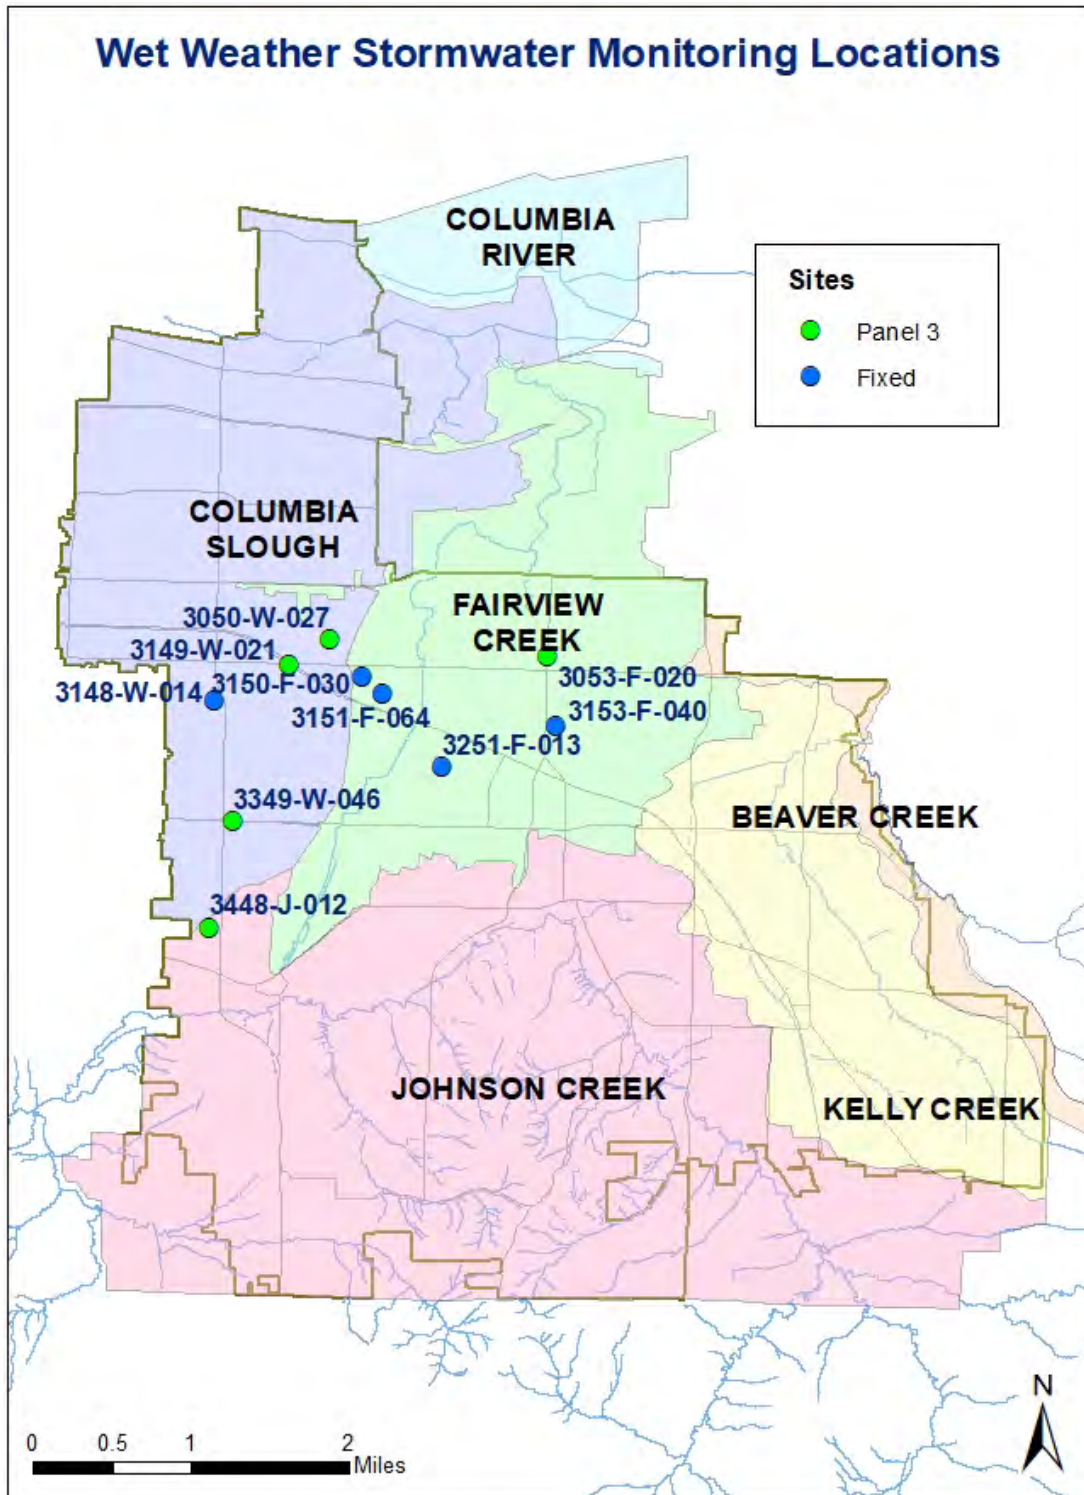 Wet Weather Stormwater Monitoring Locations
COLUMBIA
RIVER
Sites
Panel 3
Fixed
COLUMBIA
SLOUGH
FAIRVIEW
CREEK
3050-W-027
3149-W-021
3148-W-014
3150-F-030
3151-F-064
3053-F-020
3153-F-040
3251-F-013
3349-W-046
BEAVER CREEK
3448-J-012
JOHNSON CREEK
KELLY CREEK
N
0 0.5 1 2
Miles